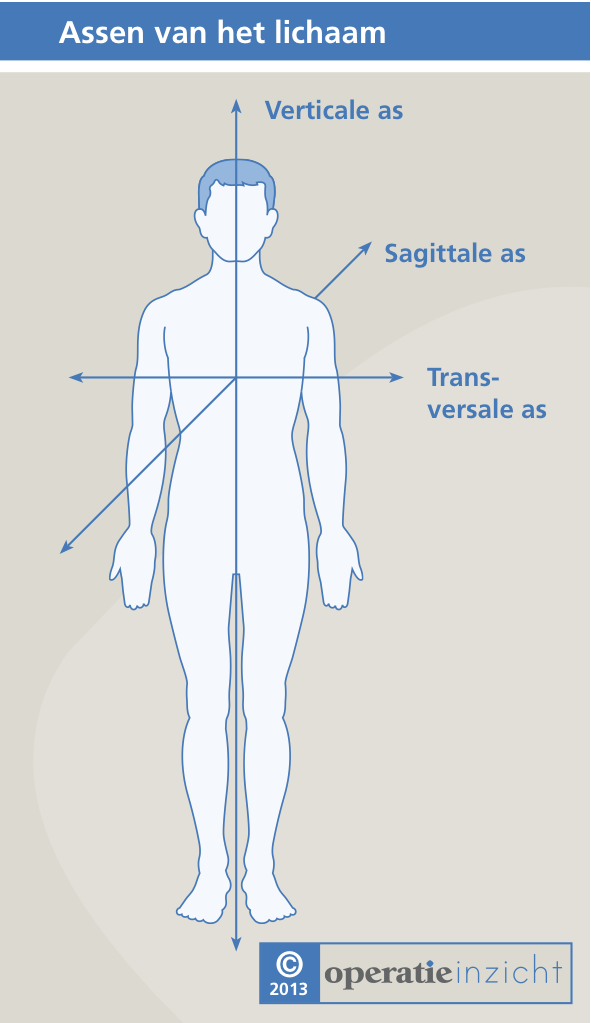 Assen van het lichaam
Verticale as
Sagittale as
Trans-
versale as
© operatieinzicht
2013